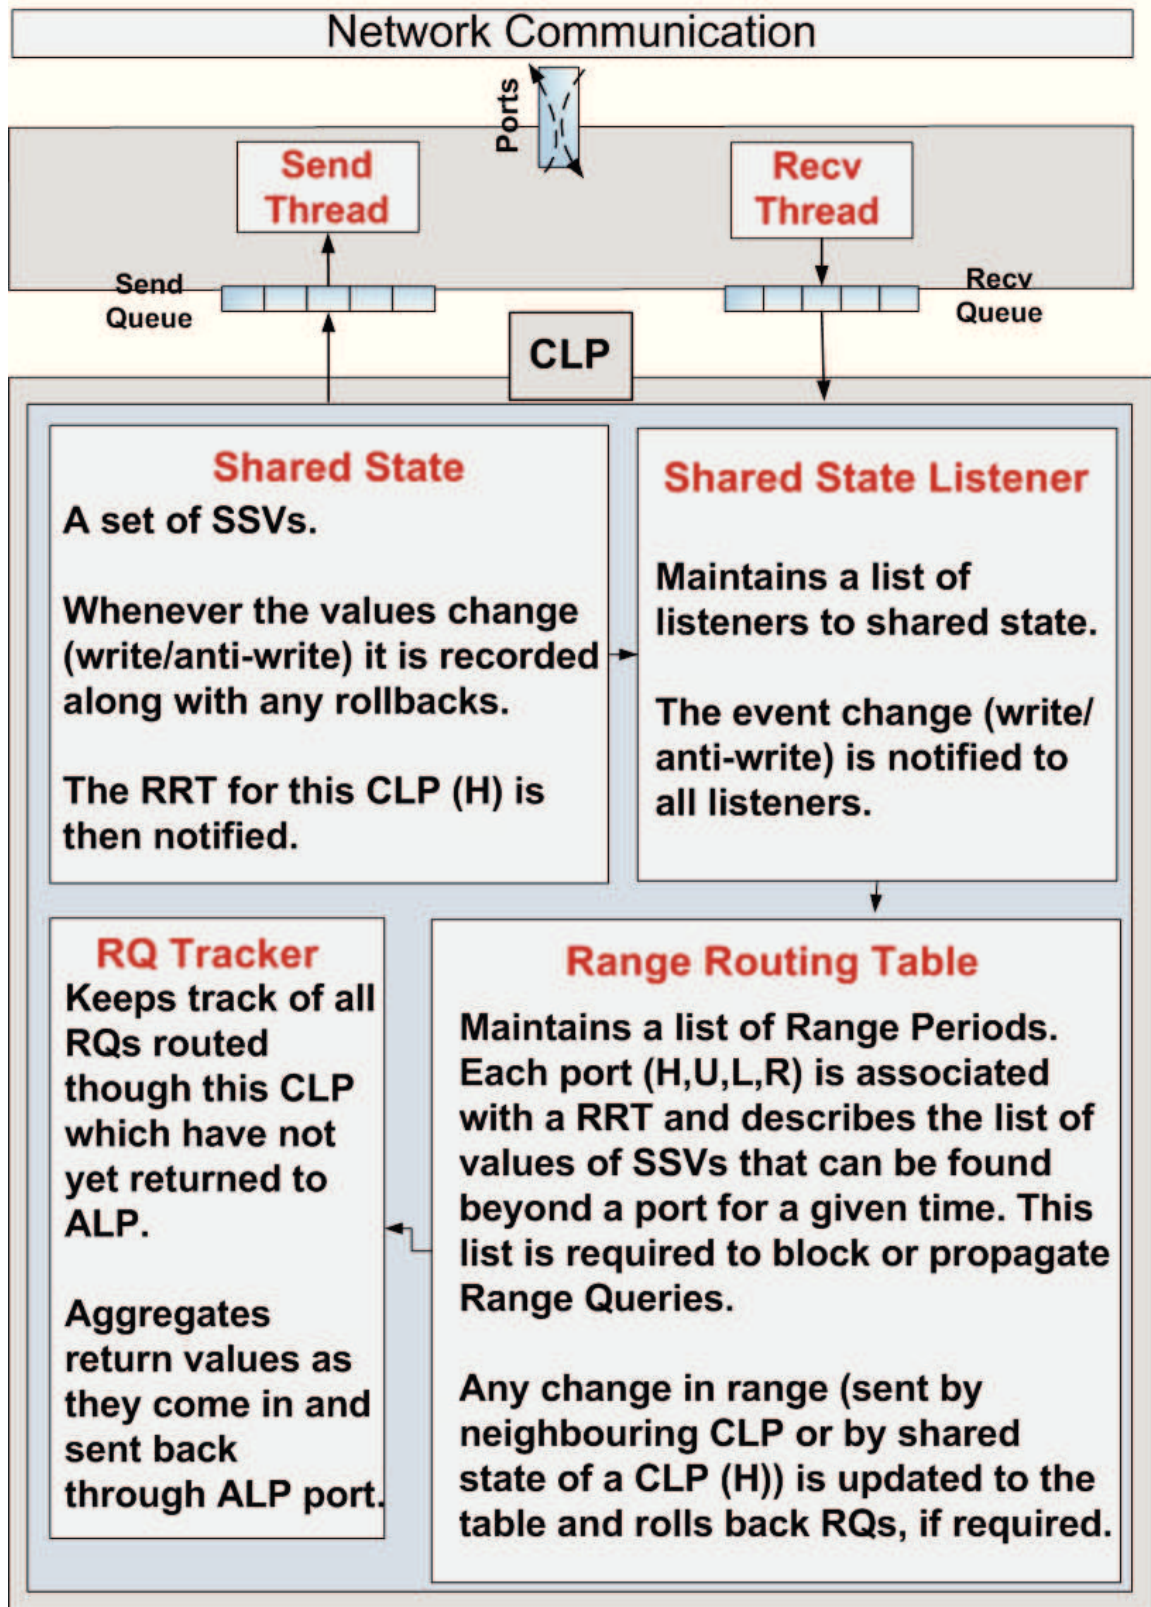 Network Communication
Ports
Send
Thread
Recv
Thread
Send
Queue
Recv
Queue
CLP
Shared State
A set of SSVs.
Whenever the values change
(write/anti-write) it is recorded
along with any rollbacks.
The RRT for this CLP (H) is
then notified.
Shared State Listener
Maintains a list of
listeners to shared state.
The event change (write/
anti-write) is notified to
all listeners.
RQ Tracker
Keeps track of all
RQs routed
though this CLP
which have not
yet returned to
ALP.
Aggregates
return values as
they come in and
sent back
through ALP port.
Range Routing Table
Maintains a list of Range Periods.
Each port (H,U,L,R) is associated
with a RRT and describes the list of
values of SSVs that can be found
beyond a port for a given time. This
list is required to block or propagate
Range Queries.
Any change in range (sent by
neighbouring CLP or by shared
state of a CLP (H)) is updated to the
table and rolls back RQs, if required.